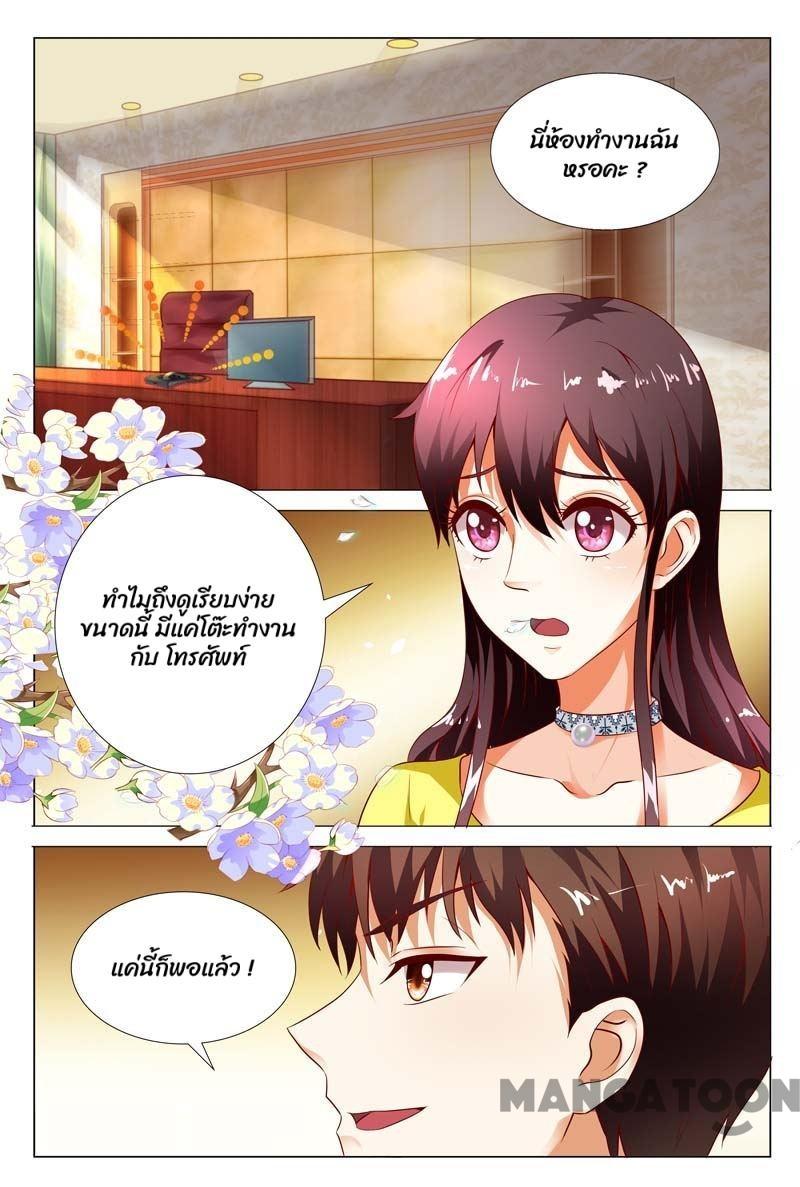 นี่ห้องทำงานฉัน
หรอคะ ?
ทำไมถึงดูเรียบง่าย
ขนาดนี้ มีแค่โต๊ะทำงาน
กับ โทรศัพท์
แค่นี้ก็พอแล้ว !
MANGATOON